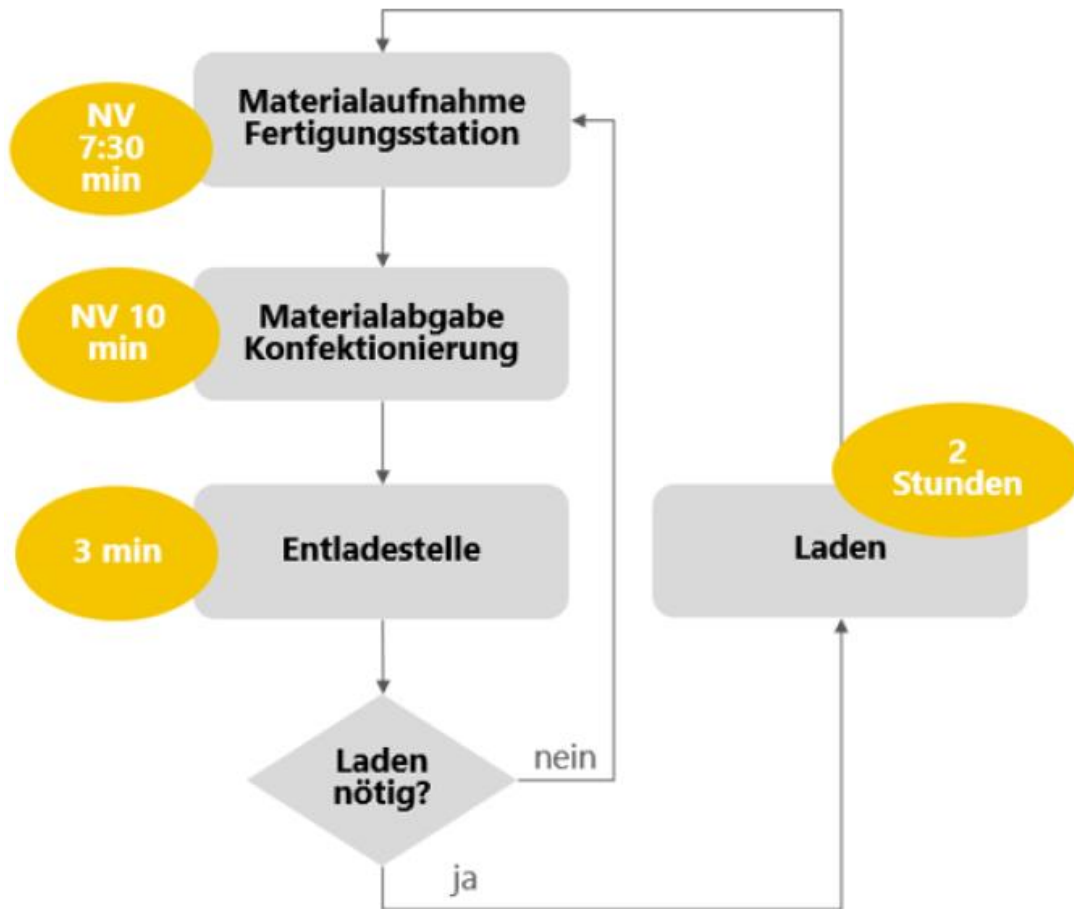 NV
7:30
min
Materialaufnahme
Fertigungsstation
NV 10
min
Materialabgabe
Konfektionierung
3 min
Entladestelle
2
Stunden
Laden
Laden
nötig?
nein
ja